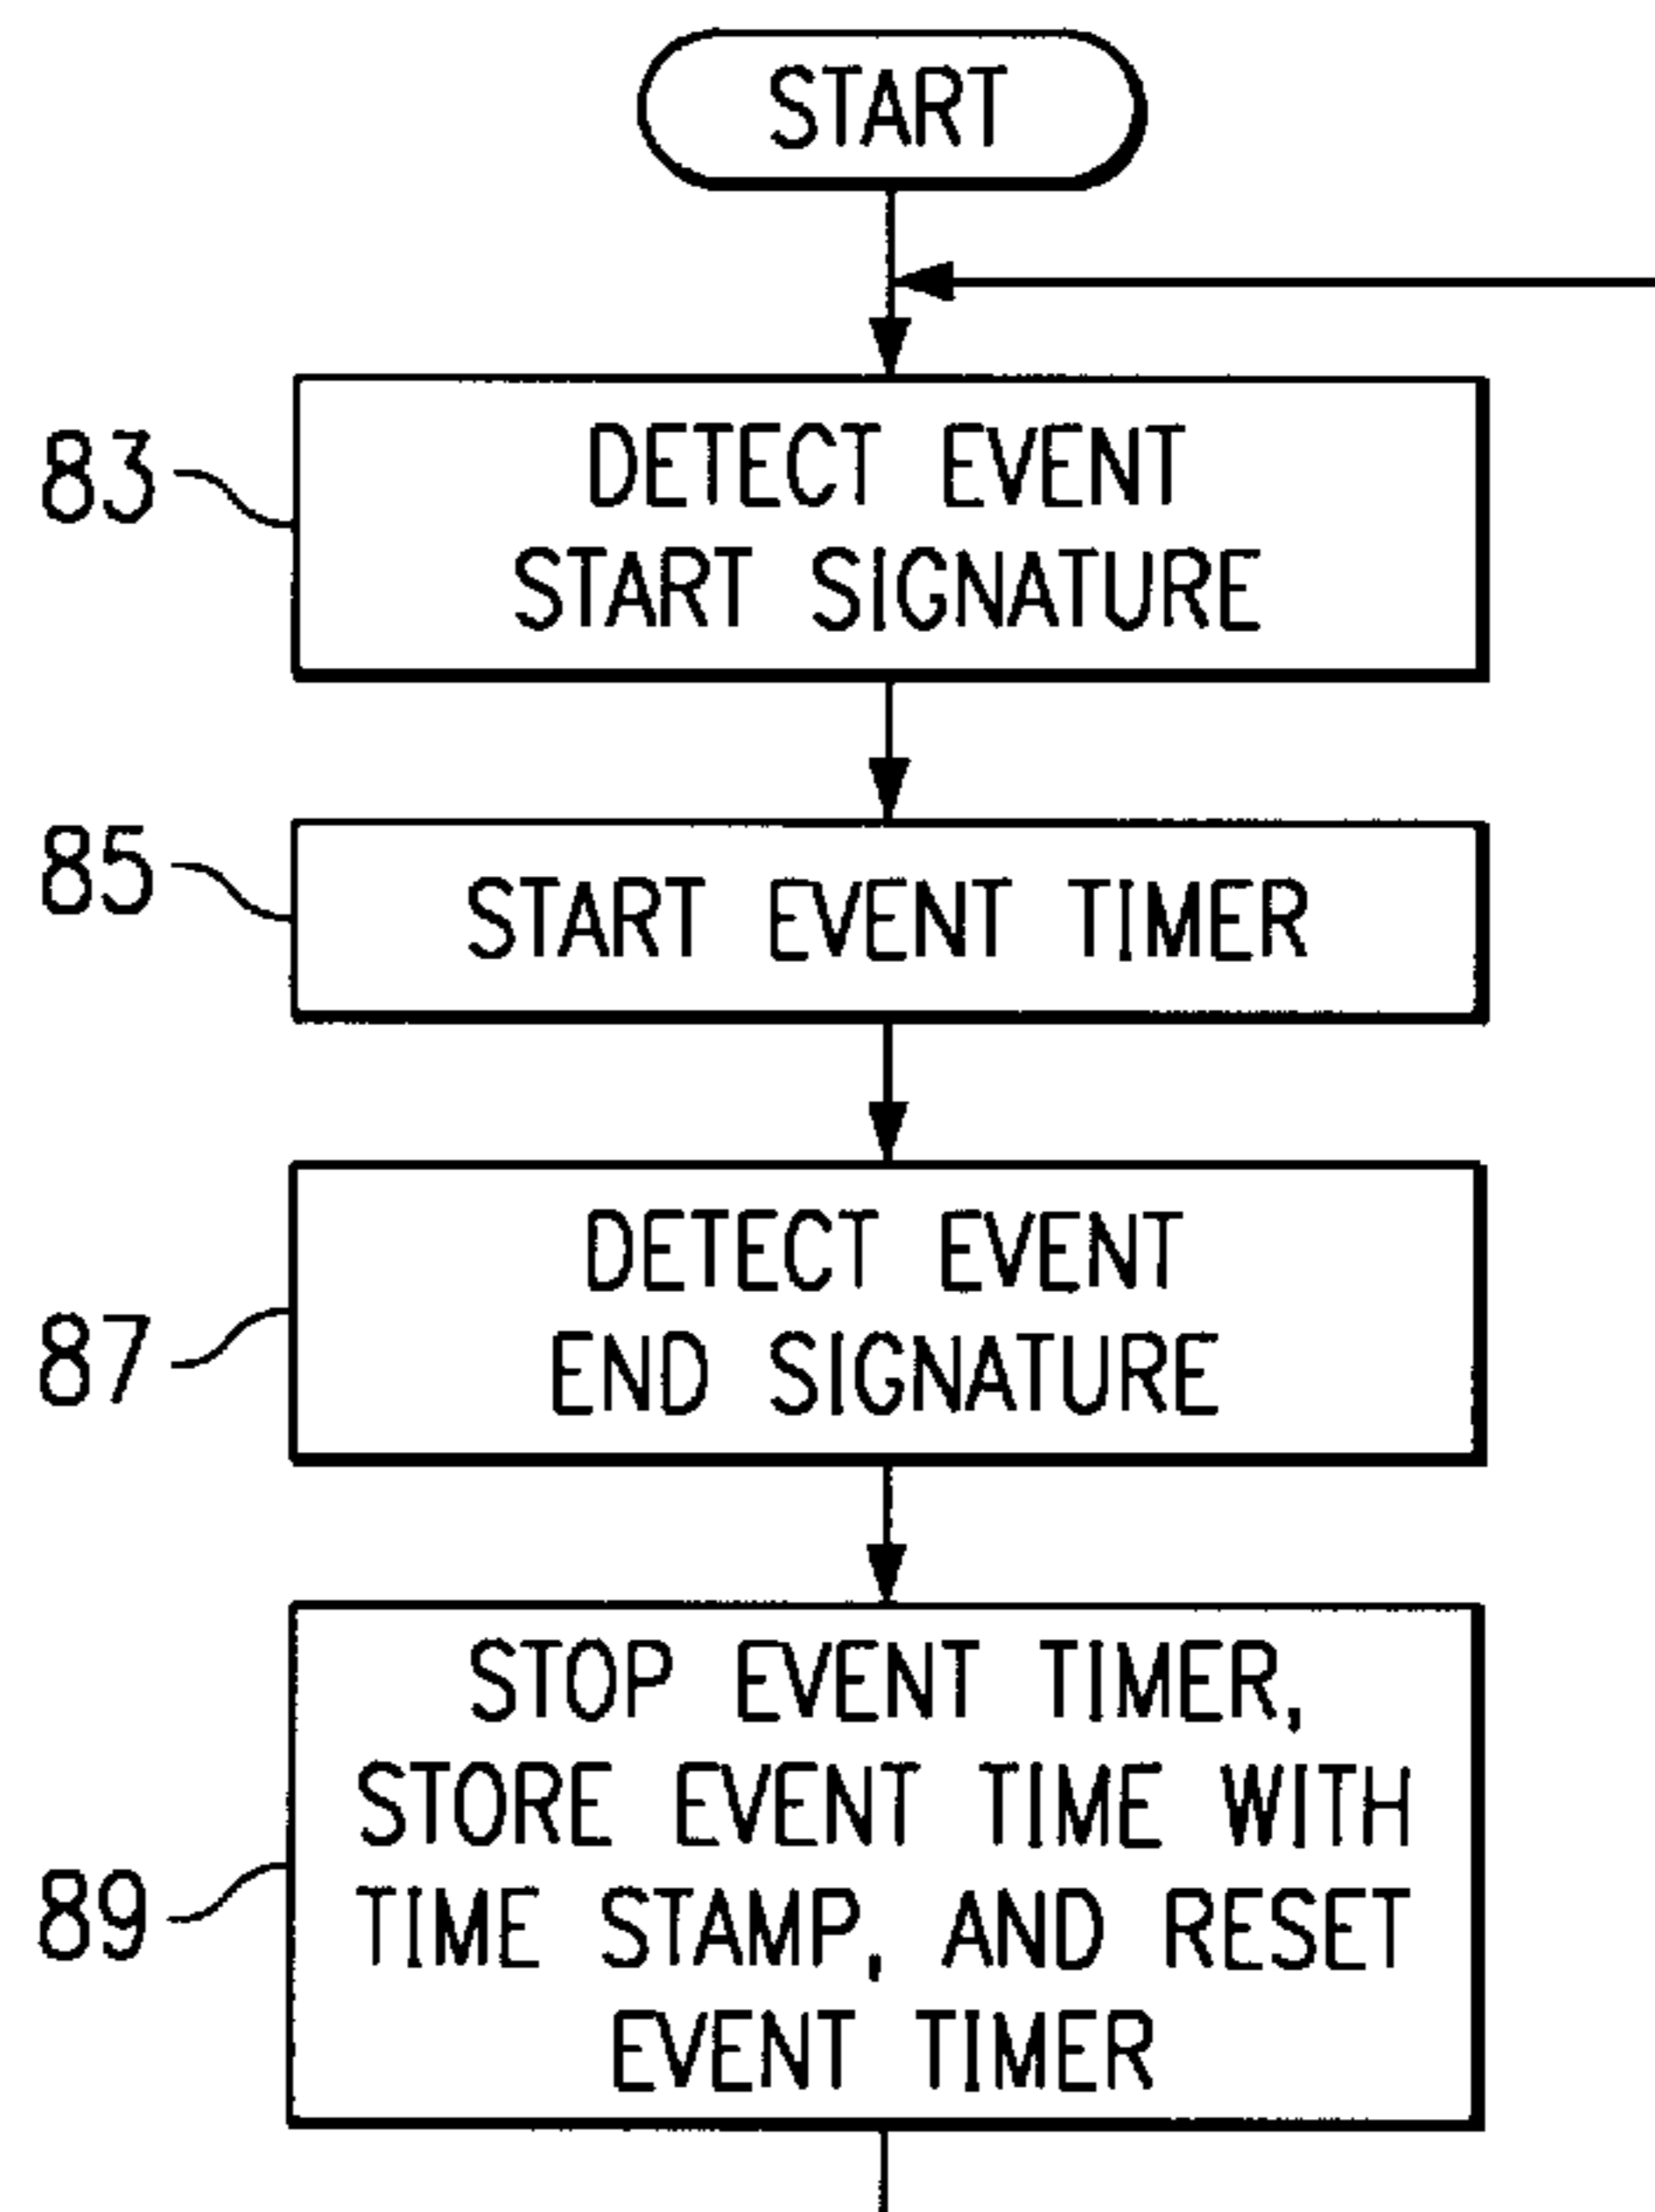 START
83
DETECT EVENT
START SIGNATURE
85
START EVENT TIMER
87
DETECT EVENT
END SIGNATURE
89
STOP EVENT TIMER,
STORE EVENT TIME WITH
TIME STAMP, AND RESET
EVENT TIMER